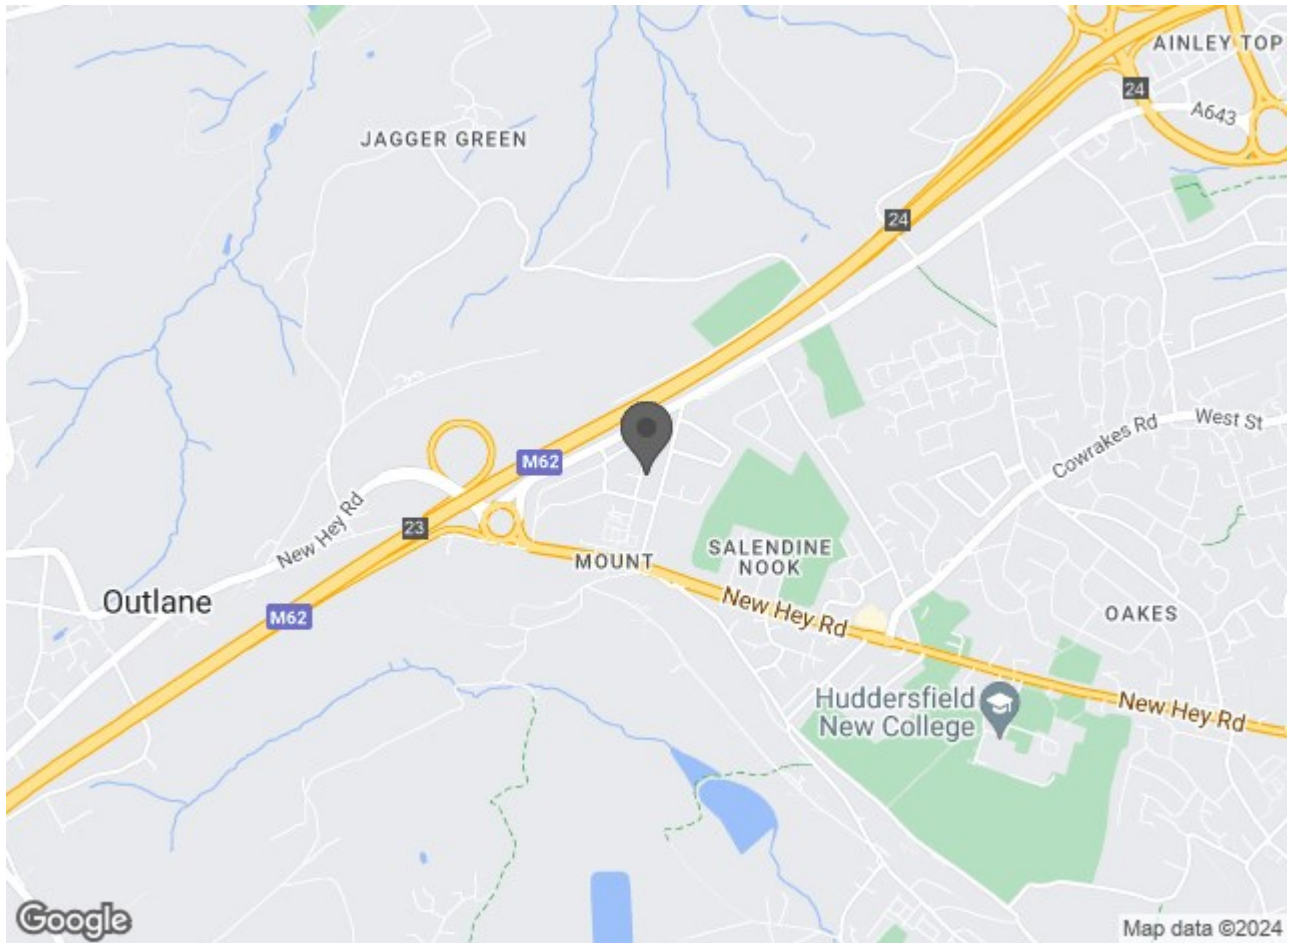 AINLEY TOP
24
A643
JAGGER GREEN
24
Cowrakes Rd
West St
M62
23
New Hey Rd
MOUNT
SALENDINE
NOOK
Outlane
M62
New Hey Rd
OAKES
Huddersfield
New College
New Hey Rd
Google
Map data ©2024